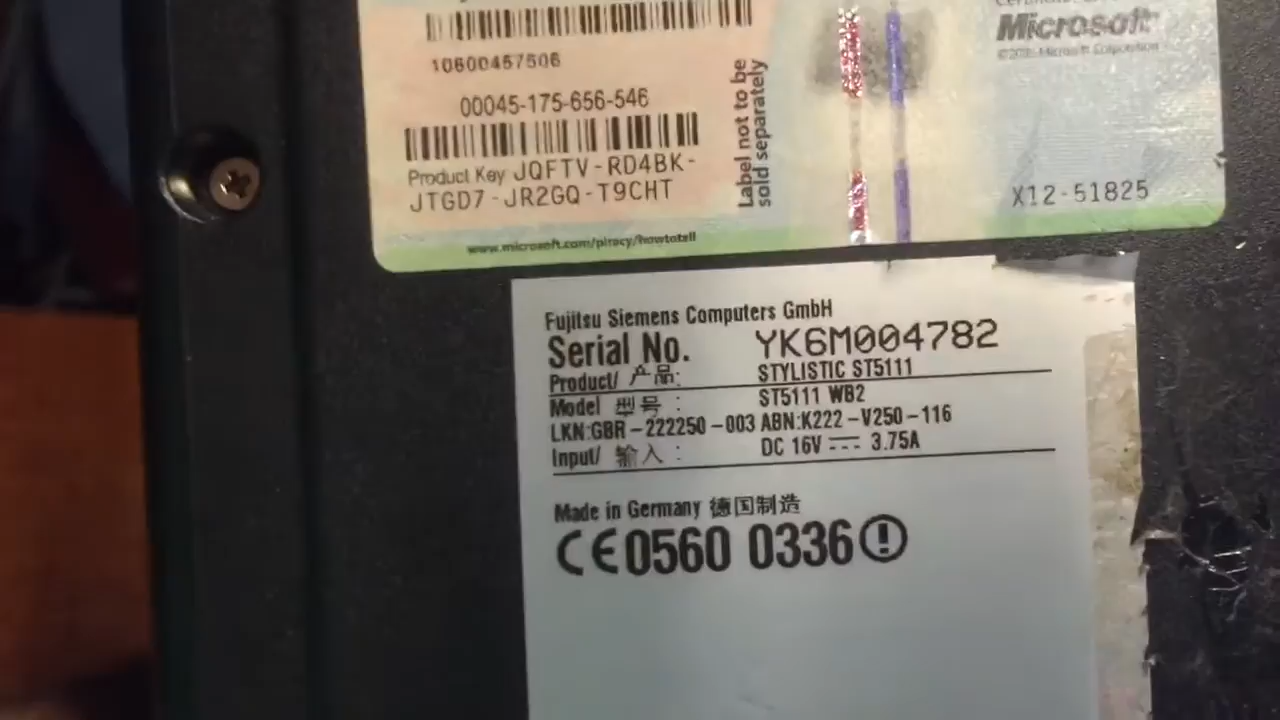 10600457506
00045-175-656-546
Product Key JQFTV-RD4BK-
JTGD7-JR2GQ-T9CHT
www.microsoft.com/piracy/howtotell
Label not to be
sold separately
Microsoft
Microsoft Corporation
X12-51825
Fujitsu Siemens Computers GmbH
Serial No. YK6M004782
Product/ 产品: STYLISTIC ST5111
Model 型号 : ST5111 WB2
LKN:GBR-222250-003 ABN:K222-V250-116
Input/ 输入 : DC 16V 3.75A
Made in Germany 德国制造
CE0560 0336